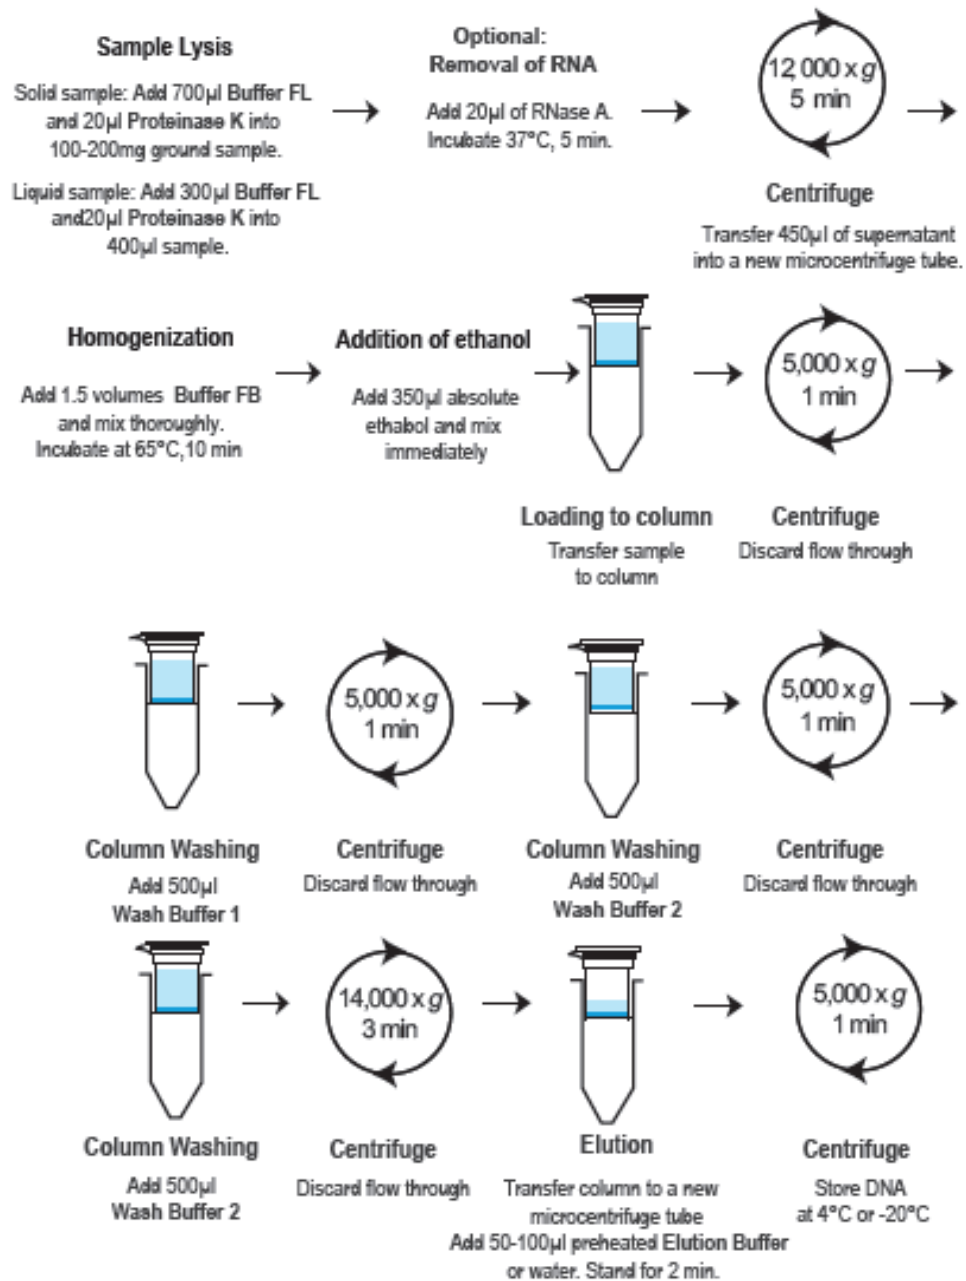 Sample Lysis
Solid sample: Add 700µl Buffer FL
and 20µl Proteinase K into
100-200mg ground sample.
Liquid sample: Add 300µl Buffer FL
and20µl Proteinase K into
400µl sample.
Optional:
Removal of RNA
Add 20µl of RNase A.
Incubate 37°C, 5 min.
12,000 x g
5 min
Centrifuge
Transfer 450µl of supernatant
into a new microcentrifuge tube.
Homogenization
Add 1.5 volumes Buffer FB
and mix thoroughly.
Incubate at 65°C,10 min
Addition of ethanol
Add 350µl absolute
ethabol and mix
immediately
Loading to column
Transfer sample
to column
5,000 x g
1 min
Centrifuge
Discard flow through
Column Washing
Add 500µl
Wash Buffer 1
5,000 x g
1 min
Centrifuge
Discard flow through
Column Washing
Add 500µl
Wash Buffer 2
5,000 x g
1 min
Centrifuge
Discard flow through
Column Washing
Add 500µl
Wash Buffer 2
14,000 x g
3 min
Centrifuge
Discard flow through
Elution
Transfer column to a new
microcentrifuge tube
Add 50-100µl preheated Elution Buffer
or water. Stand for 2 min.
5,000 x g
1 min
Centrifuge
Store DNA
at 4°C or -20°C